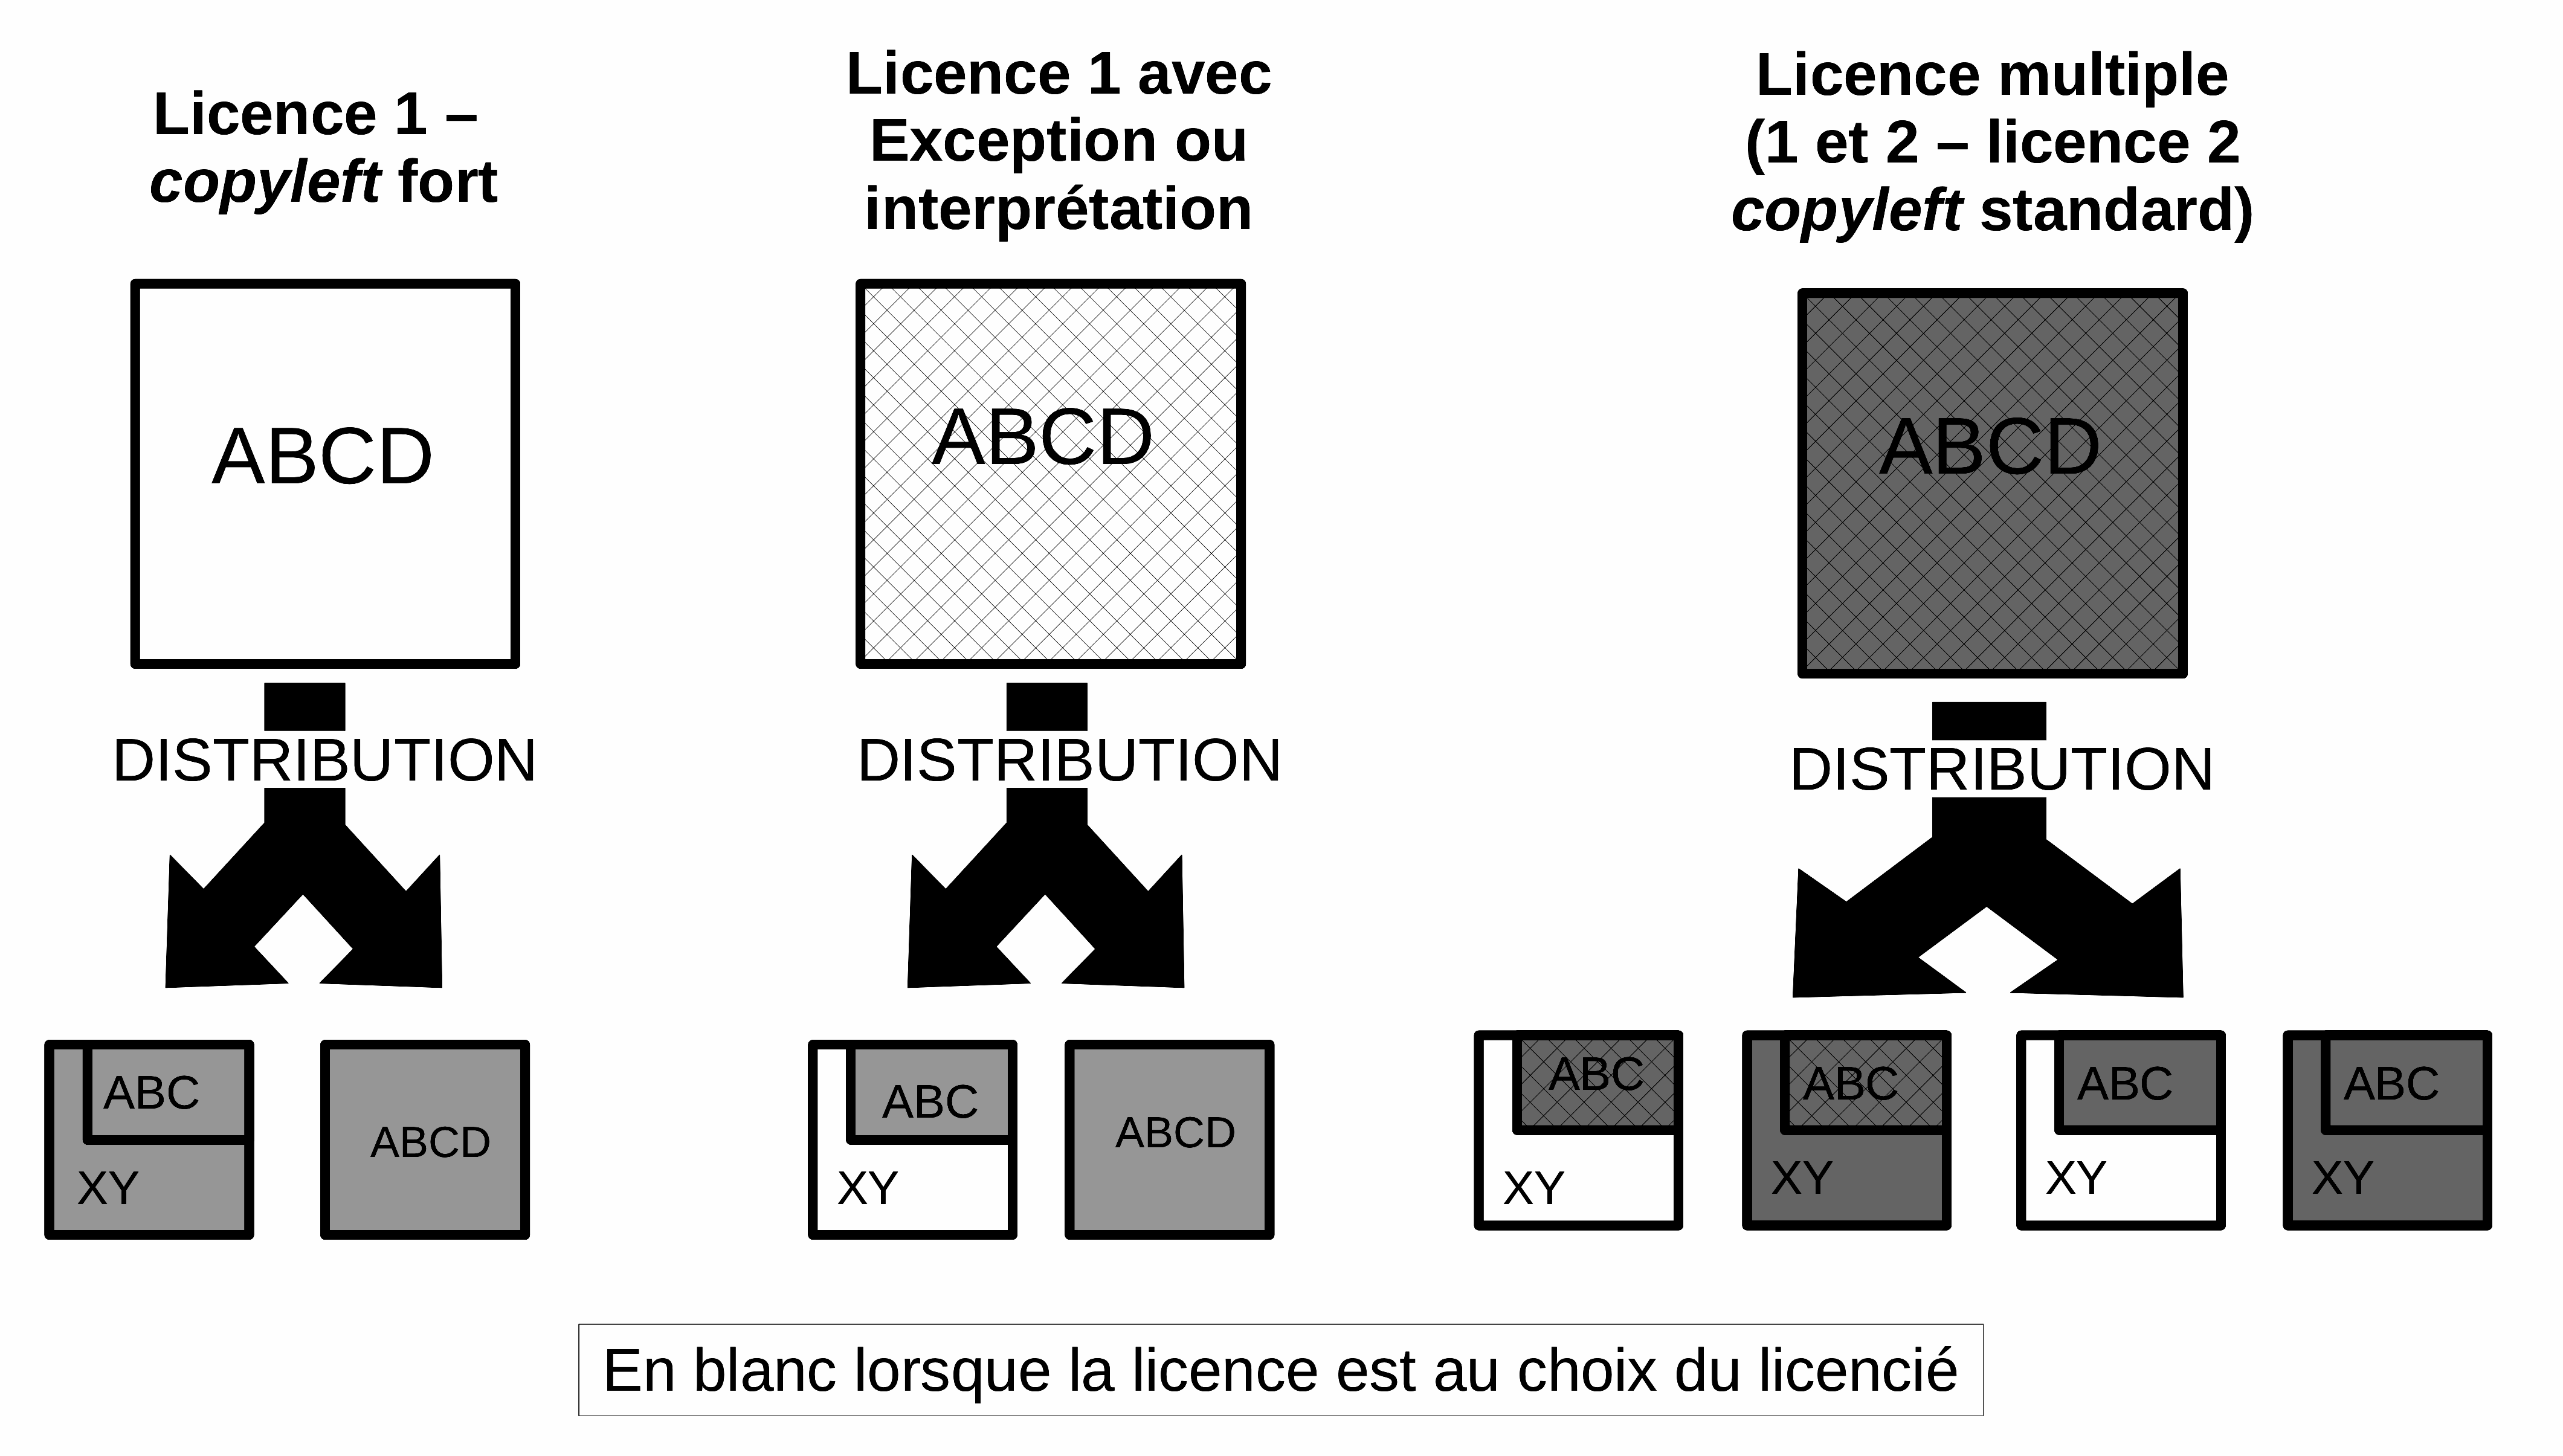 Licence 1 –
copyleft fort
ABCD
DISTRIBUTION
ABC
XY
ABCD
Licence 1 avec
Exception ou
interprétation
ABCD
DISTRIBUTION
ABC
XY
ABCD
Licence multiple
(1 et 2 – licence 2
copyleft standard)
ABCD
DISTRIBUTION
ABC
XY
ABC
XY
ABC
XY
ABC
XY
En blanc lorsque la licence est au choix du licencié